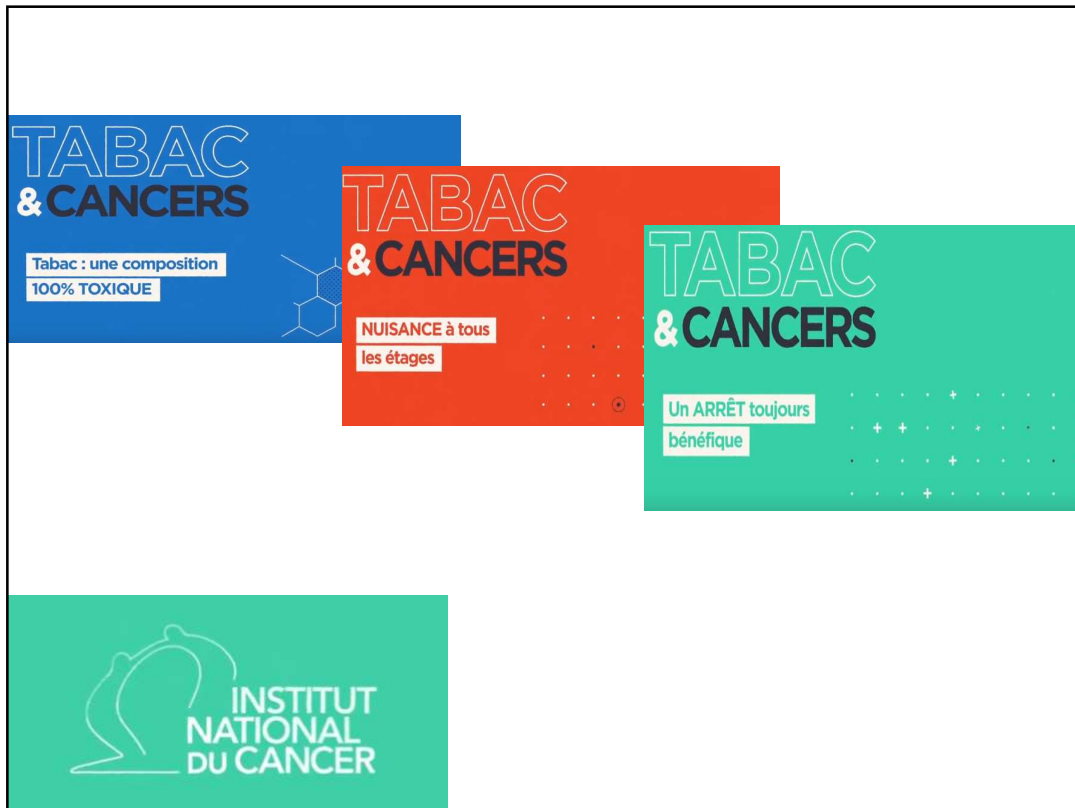 TABAC
& CANCERS
Tabac : une composition
100% TOXIQUE
TABAC
& CANCERS
NUISANCE à tous
les étages
TABAC
& CANCERS
Un ARRÊT toujours
bénéfique
INSTITUT
NATIONAL
DU CANCER